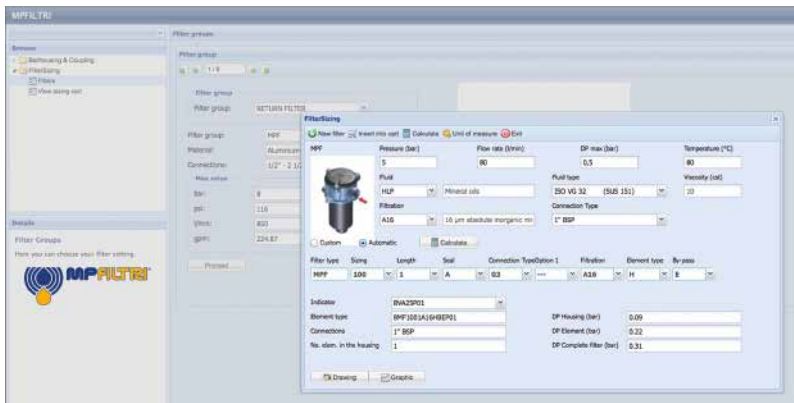 MPFILTRI
Browse
Bellhousing & Coupling
FilterSizing
Filters
View sizing cart
Details
Filter Groups
Here you can choose your filter setting.
MPFILTRI
Filter groups
Filter group
1 / 8
Filter group
Filter group: RETURN FILTER
Filter group: MPF
Material: Aluminium
Connections: 1/2" - 2 1/2
Max value
Bar: 8
psi: 116
l/min:
gpm:
Proceed
FilterSizing
New filter Insert into cart Calculate Unit of measure Exit
MPF Pressure (bar) Flow rate (l/min) DP max (bar) Temperature (°C)
5 80 0,5 80
Fluid Fluid type Viscosity (cst)
HLP Mineral oils ISO VG 32 (SUS 151) 10
Filtration Connection Type
A16 16 µm absolute inorganic mi 1" BSP
Custom Automatic Calculate
Filter type Sizing Length Seal Connection Type Option 1 Filtration Element type By-pass
MPF 100 1 A G3 --- A16 H E
Indicator BVA25P01
Element type
Connections 1" BSP
No. elem. in the housing 1
DP Housing (bar) 0.09
DP Element (bar) 0.22
DP Complete filter (bar) 0.31
Drawing Graphic